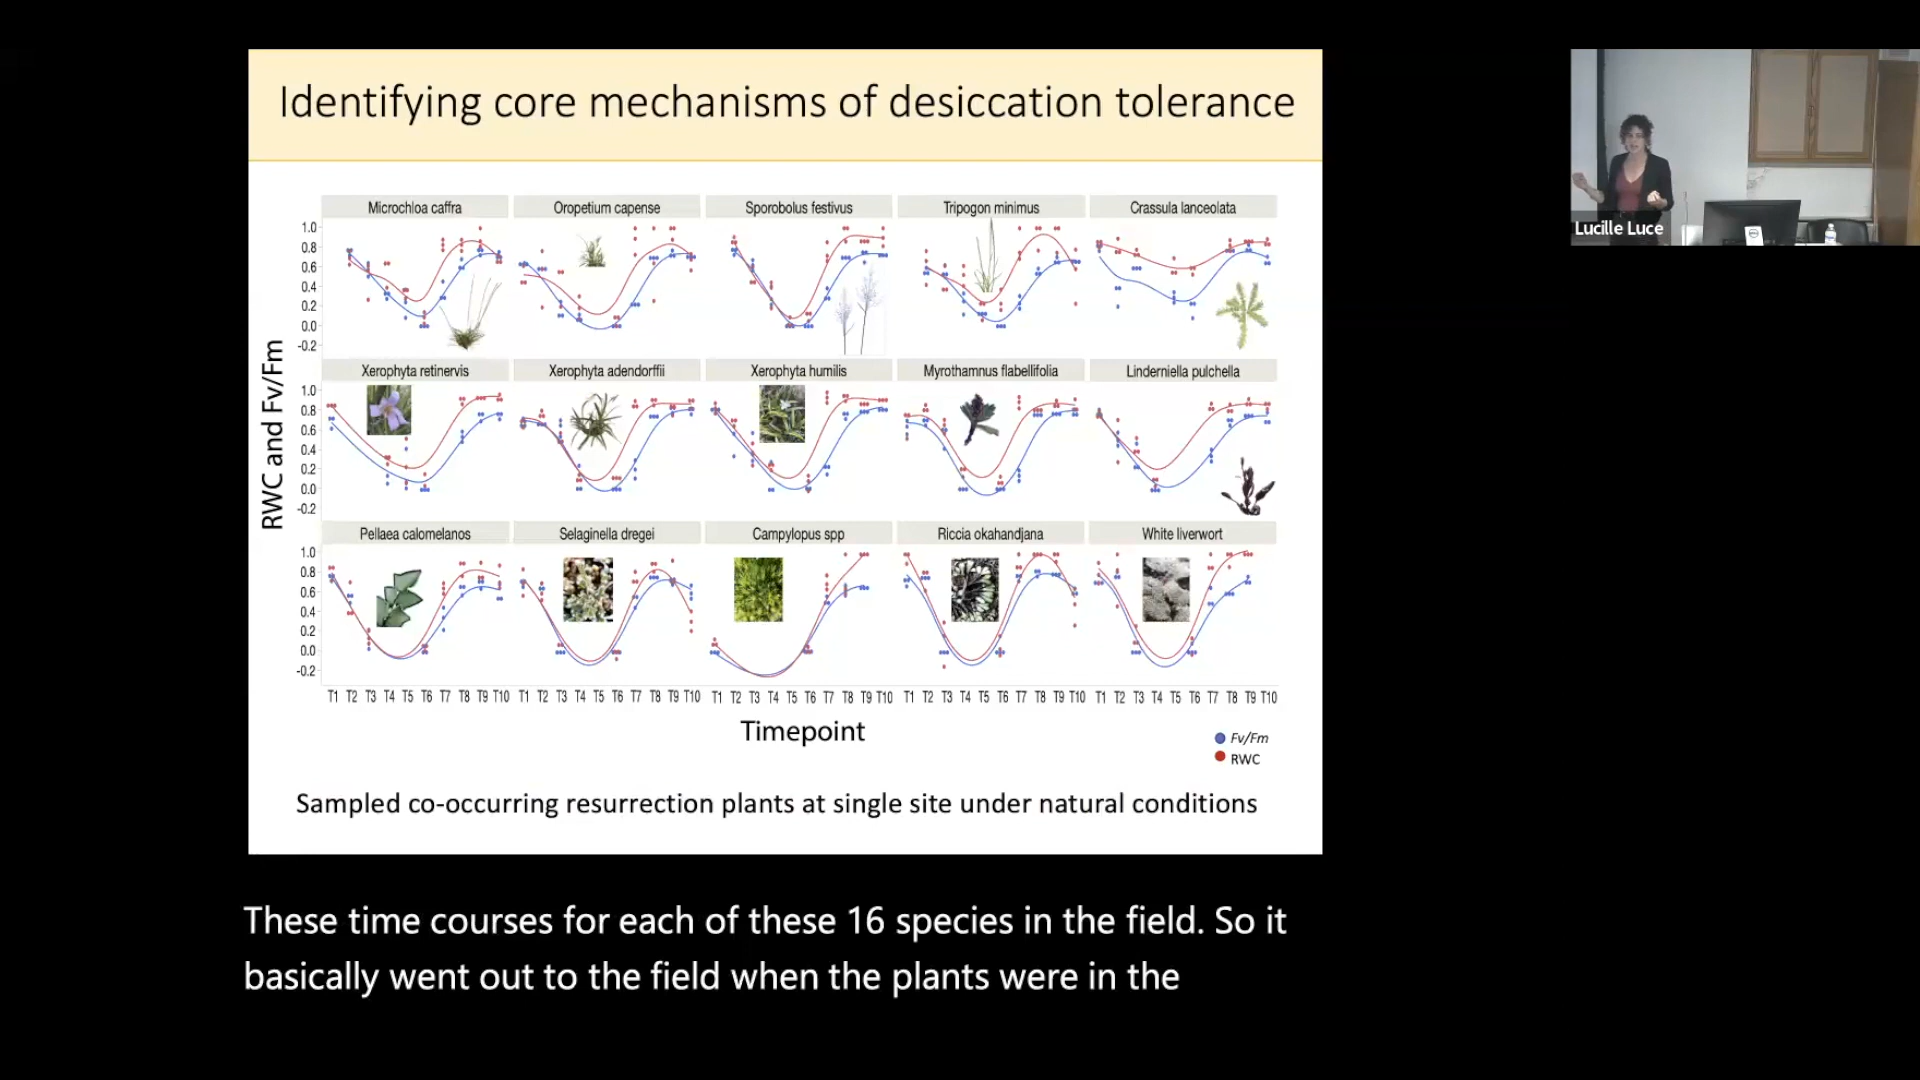 Identifying core mechanisms of desiccation tolerance
Lucille Luce
Microchloa caffra Oropetium capense Sporobolus festivus Tripogon minimus Crassula lanceolata
1.0
0.8
0.6
0.4
0.2
0.0
-0.2
Xerophyta retinervis Xerophyta adendorffii Xerophyta humilis Myrothamnus flabellifolia Linderniella pulchella
1.0
0.8
0.6
0.4
0.2
0.0
-0.2
RWC and Fv/Fm
Pellaea calomelanos Selaginella dregei Campylopus spp Riccia okahandjana White liverwort
1.0
0.8
0.6
0.4
0.2
0.0
-0.2
T1 T2 T3 T4 T5 T6 T7 T8 T9 T10 T1 T2 T3 T4 T5 T6 T7 T8 T9 T10 T1 T2 T3 T4 T5 T6 T7 T8 T9 T10 T1 T2 T3 T4 T5 T6 T7 T8 T9 T10 T1 T2 T3 T4 T5 T6 T7 T8 T9 T10
Timepoint
Fv/Fm
RWC
Sampled co-occurring resurrection plants at single site under natural conditions
These time courses for each of these 16 species in the field. So it
basically went out to the field when the plants were in the